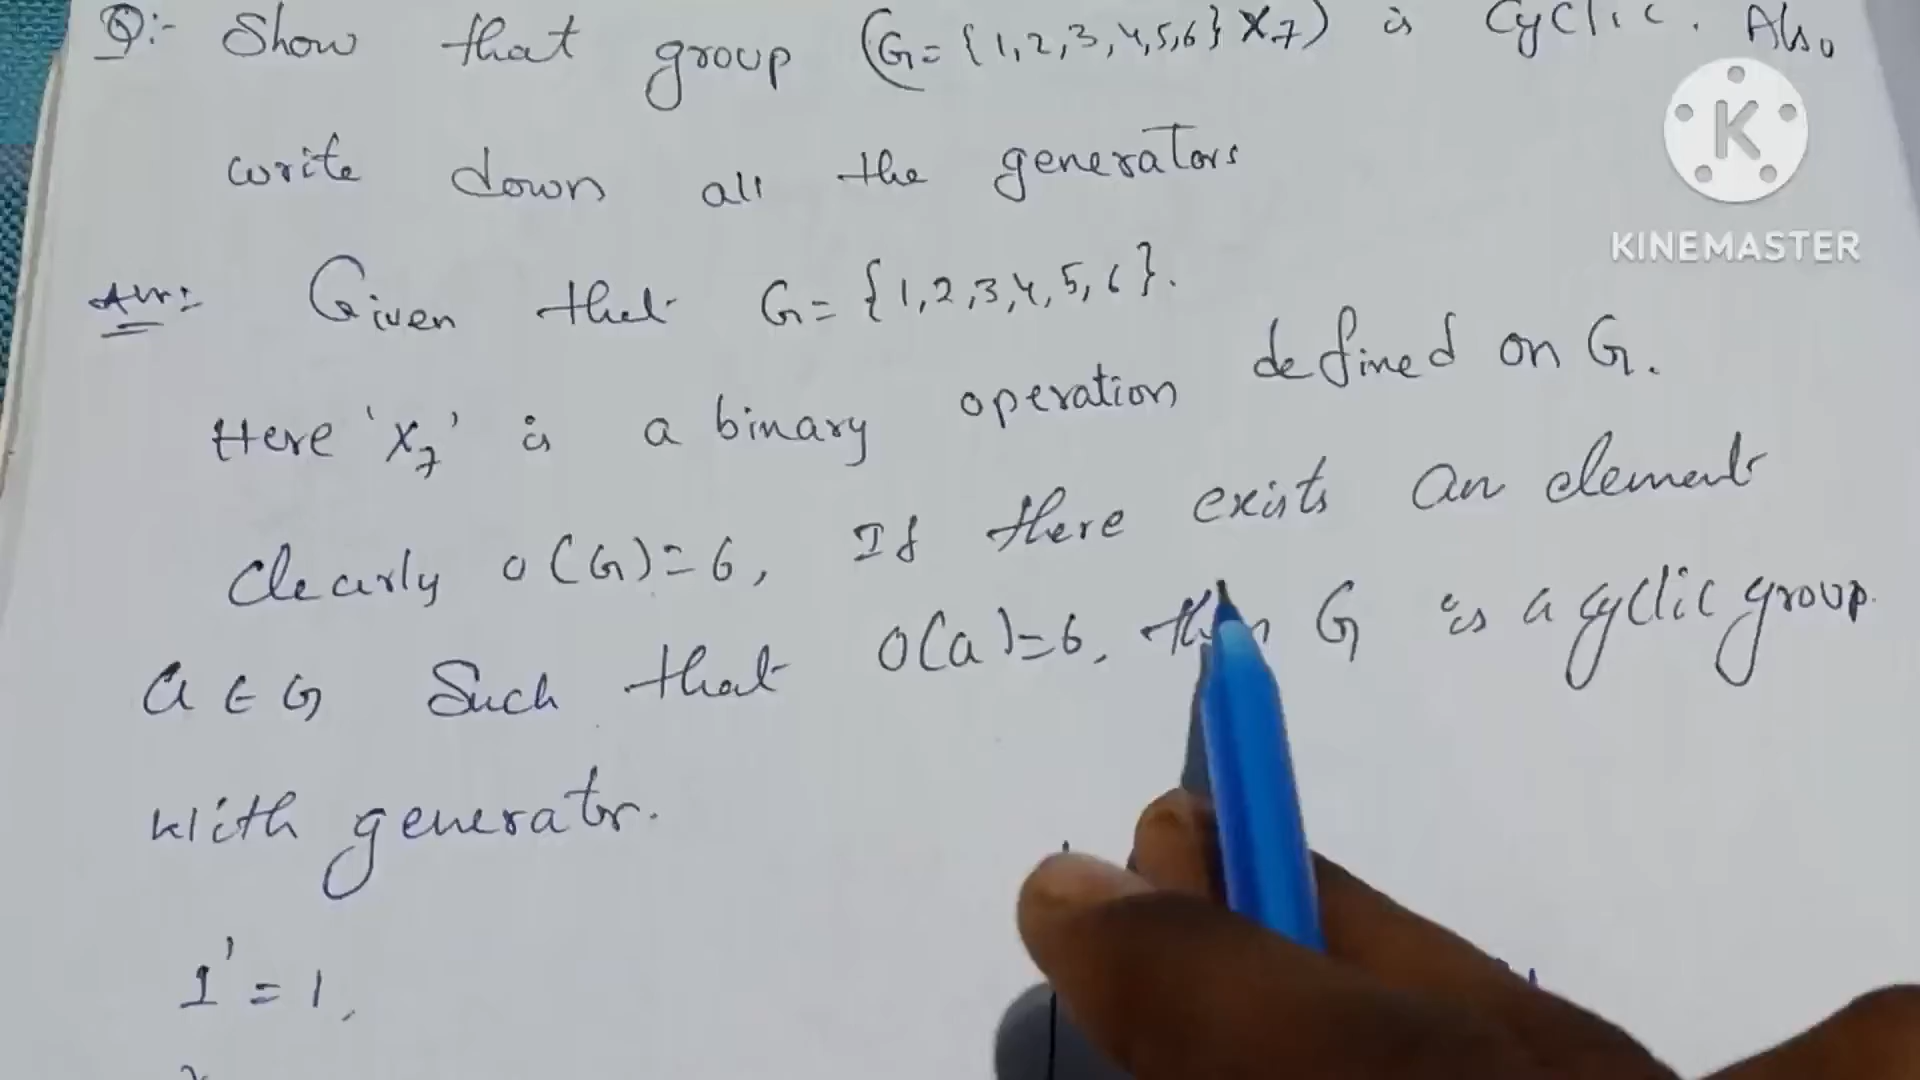 Q:- Show that group (G={1,2,3,4,5,6} X7) is cyclic. Also
write down all the generators
K
KINEMASTER
Ans: Given that G={1,2,3,4,5,6}.
Here 'X7' is a binary operation defined on G.
Clearly O(G)=6, If there exists an element
a ∈ G Such that O(a)=6, then G is a cyclic group
with generator.
1' = 1,